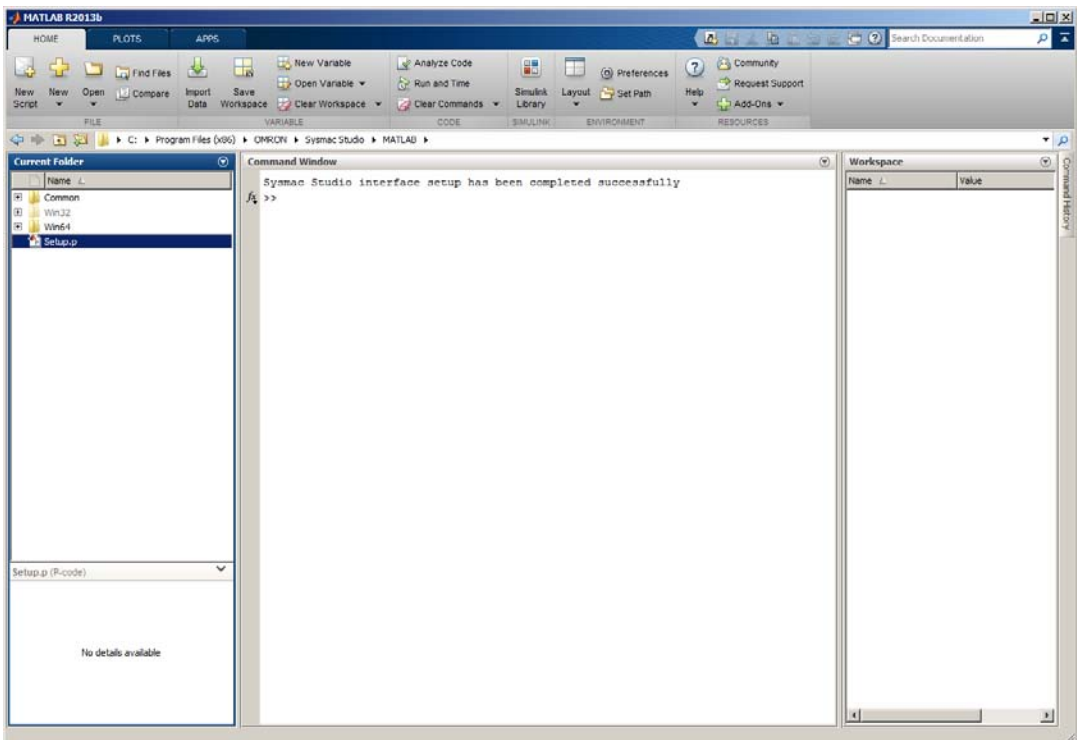 MATLAB R2013b
HOME PLOTS APPS
Search Documentation
New Script
New
Open
Find Files
Compare
Import Data
Save Workspace
New Variable
Open Variable
Clear Workspace
Analyze Code
Run and Time
Clear Commands
Simulink Library
Layout
Preferences
Set Path
Help
Community
Request Support
Add-Ons
FILE VARIABLE CODE SIMULINK ENVIRONMENT RESOURCES
C: Program Files (x86) OMRON Sysmac Studio MATLAB
Current Folder
Name
Common
Win32
Win64
Setup.p
Setup.p (P-code)
No details available
Command Window
Sysmac Studio interface setup has been completed successfully
fx >>
Workspace
Name Value
Command History